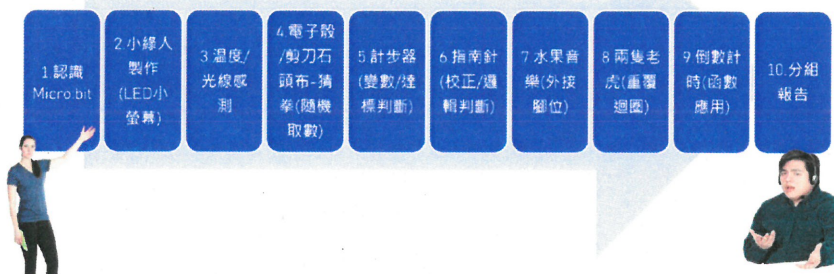 1.認識
Micro:bit
2.小綠人
製作
(LED小
螢幕)
3.溫度/
光線感
測
4.電子骰
/剪刀石
頭布-猜
拳(隨機
取數)
5.計步器
(變數/達
標判斷)
6.指南針
(校正/邏
輯判斷)
7.水果音
樂(外接
腳位)
8.兩隻老
虎(重覆
迴圈)
9.倒數計
時(函數
應用)
10.分組
報告